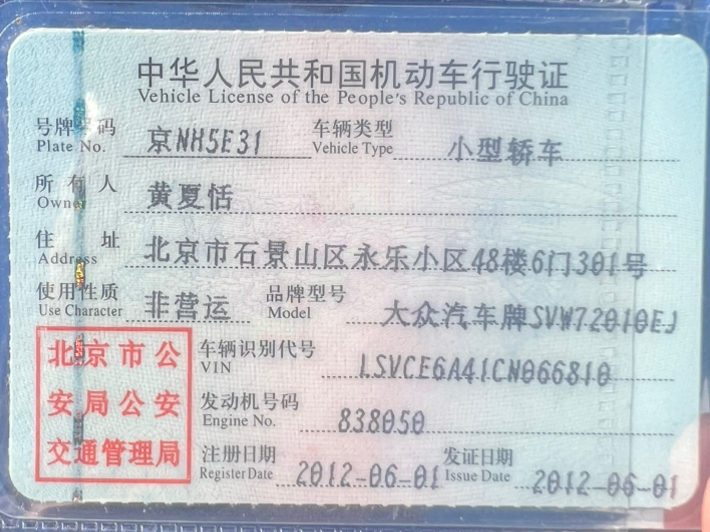 中华人民共和国机动车行驶证
Vehicle License of the People's Republic of China
号牌号码 京NH5E31 车辆类型 小型轿车
Plate No. Vehicle Type
所有人 黄夏恬
Owner
住址 北京市石景山区永乐小区48楼6门301号
Address
使用性质 非营运 品牌型号 大众汽车牌SVW72010EJ
Use Character Model
北京市公
安局公安
交通管理局
车辆识别代号 LSVCE6A41CN066810
VIN
发动机号码 838050
Engine No.
注册日期 2012-06-01 发证日期 2012-06-01
Register Date Issue Date